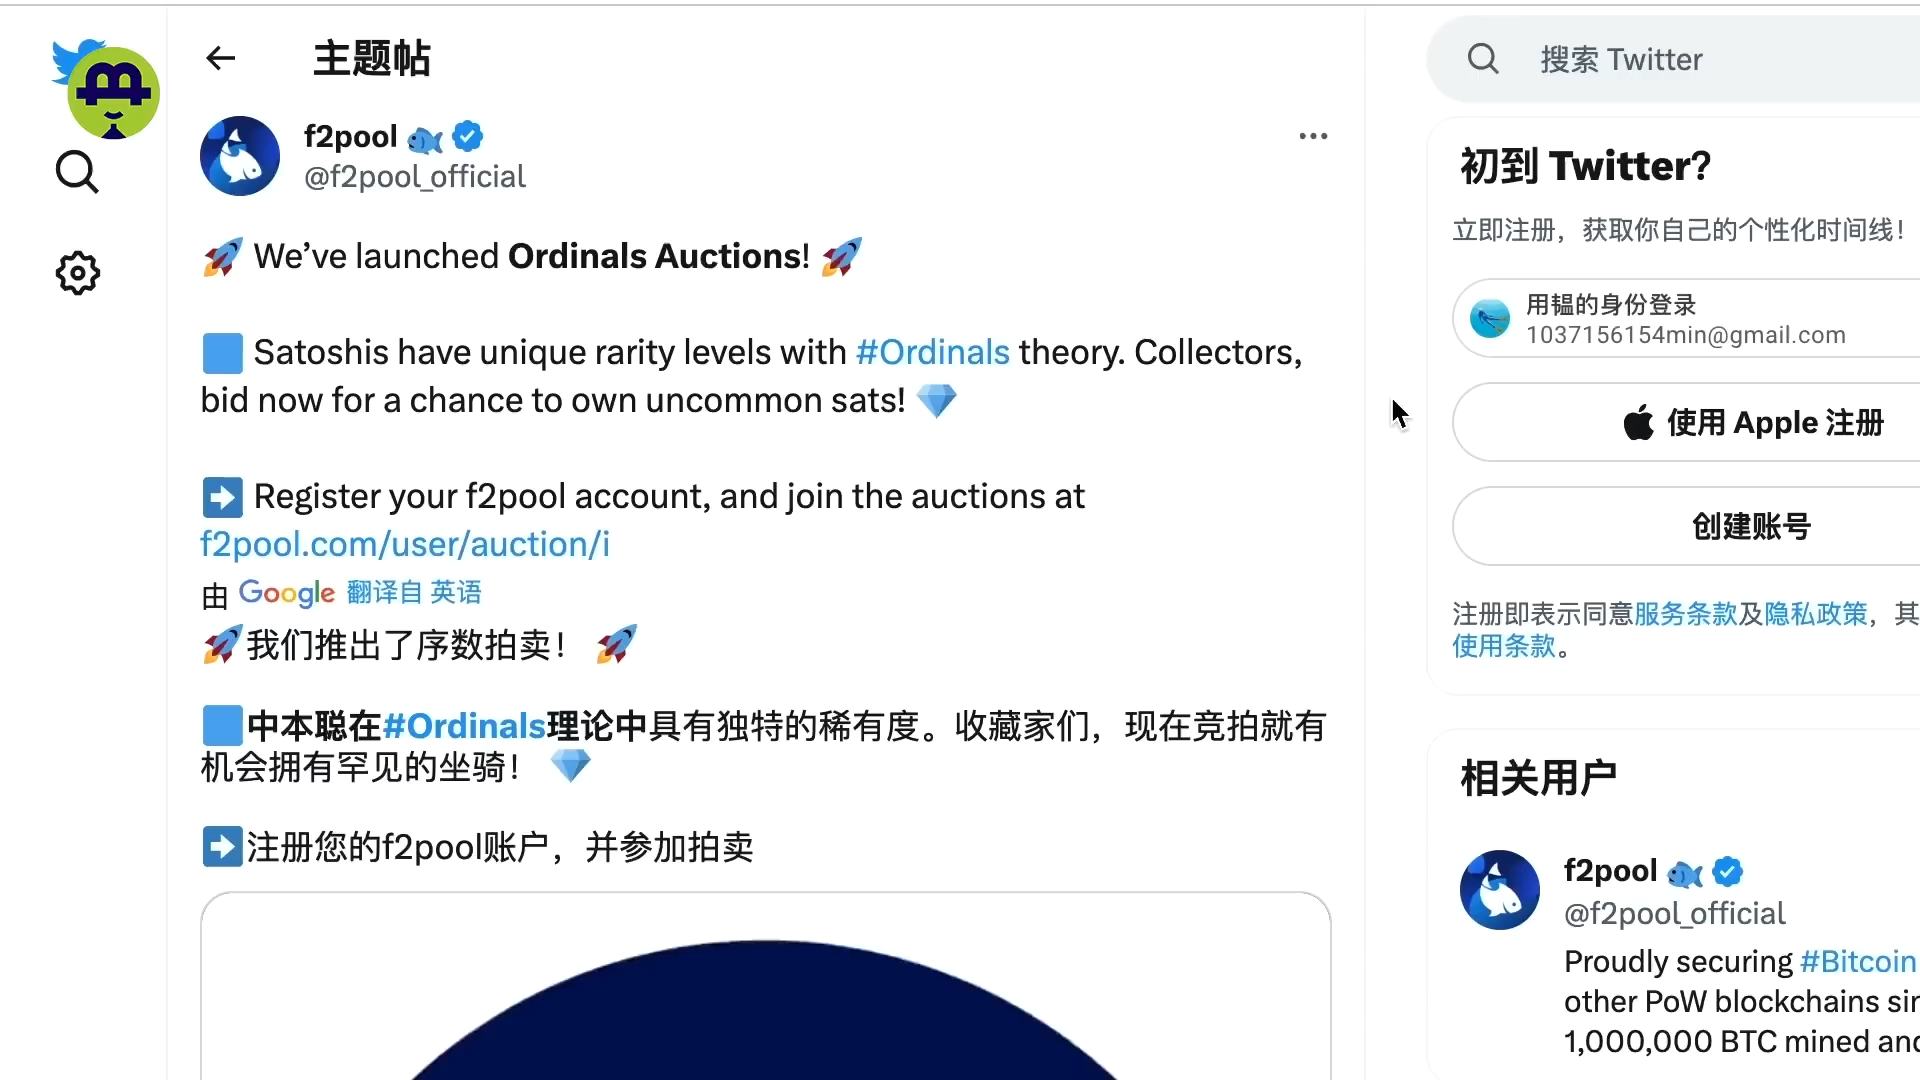 主题帖
f2pool
@f2pool_official
We’ve launched Ordinals Auctions!
Satoshis have unique rarity levels with #Ordinals theory. Collectors,
bid now for a chance to own uncommon sats!
Register your f2pool account, and join the auctions at
f2pool.com/user/auction/i
由 Google 翻译自 英语
我们推出了序数拍卖！
中本聪在#Ordinals理论中具有独特的稀有度。收藏家们，现在竞拍就有
机会拥有罕见的坐骑！
注册您的f2pool账户，并参加拍卖
搜索 Twitter
初到 Twitter?
立即注册，获取你自己的个性化时间线！
用韫的身份登录
1037156154min@gmail.com
使用 Apple 注册
创建账号
注册即表示同意服务条款及隐私政策，其
使用条款。
相关用户
f2pool
@f2pool_official
Proudly securing #Bitcoin
other PoW blockchains sin
1,000,000 BTC mined and